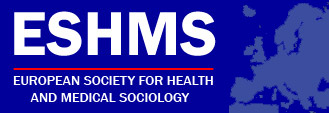 ESHMS
EUROPEAN SOCIETY FOR HEALTH
AND MEDICAL SOCIOLOGY